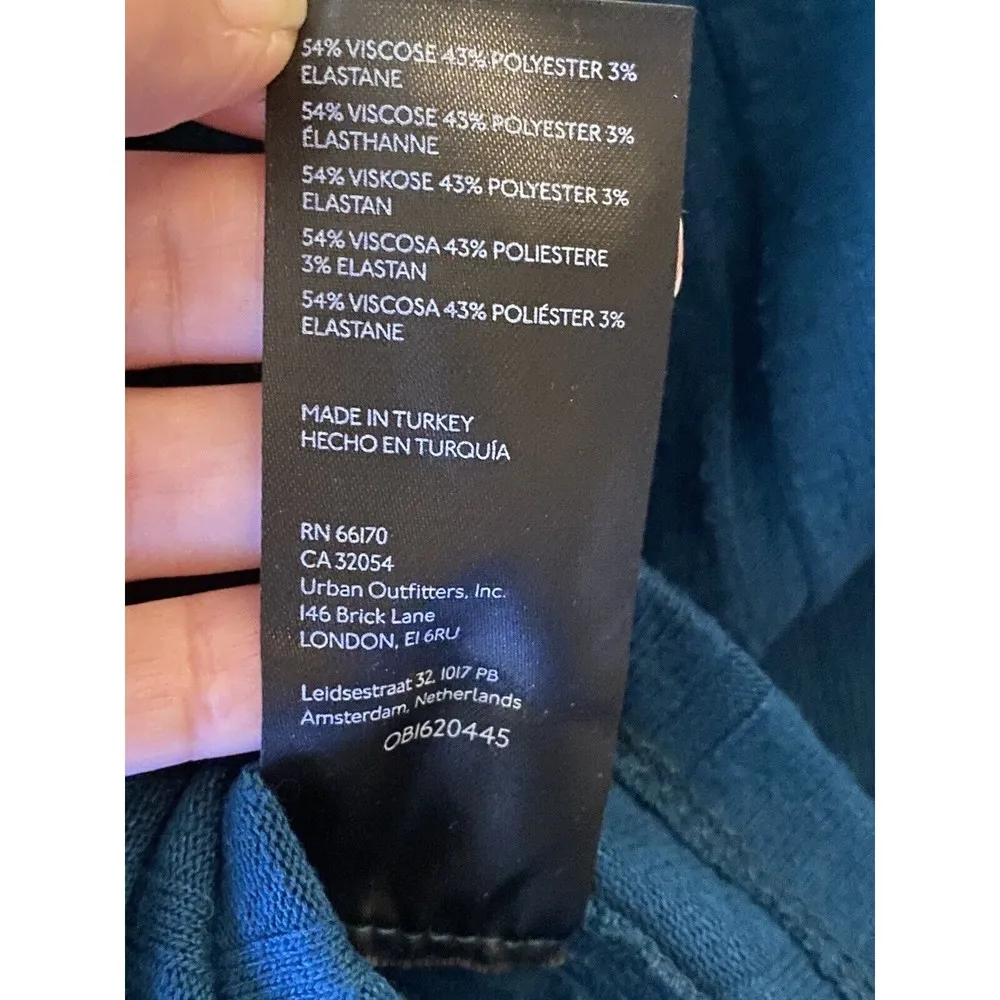 54% VISCOSE 43% POLYESTER 3%
ELASTANE
54% VISCOSE 43% POLYESTER 3%
ÉLASTHANNE
54% VISKOSE 43% POLYESTER 3%
ELASTAN
54% VISCOSA 43% POLIESTERE
3% ELASTAN
54% VISCOSA 43% POLIÉSTER 3%
ELASTANE
MADE IN TURKEY
HECHO EN TURQUÍA
RN 66170
CA 32054
Urban Outfitters, Inc.
146 Brick Lane
LONDON, E1 6RU
Leidsestraat 32, 1017 PB
Amsterdam, Netherlands
OB1620445